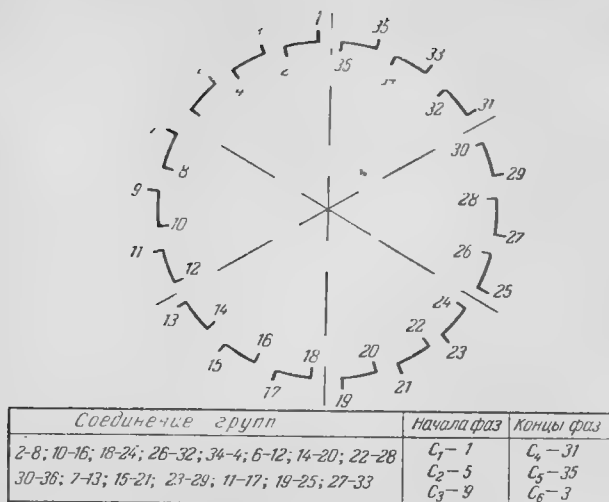 1
35
35
33
32
31
30
29
8
9
28
10
27
11
26
12
25
13
24
14
22
23
16
20
15
18
21
17
19
Соединение групп
Начала фаз
Концы фаз
2-8; 10-16; 18-24; 26-32; 34-4; 6-12; 14-20; 22-28
C₁- 1
C₄-31
30-36; 7-13; 15-21; 23-29; 11-17; 19-25; 27-33
C₂- 5
C₅-35
C₃- 9
C₆-3